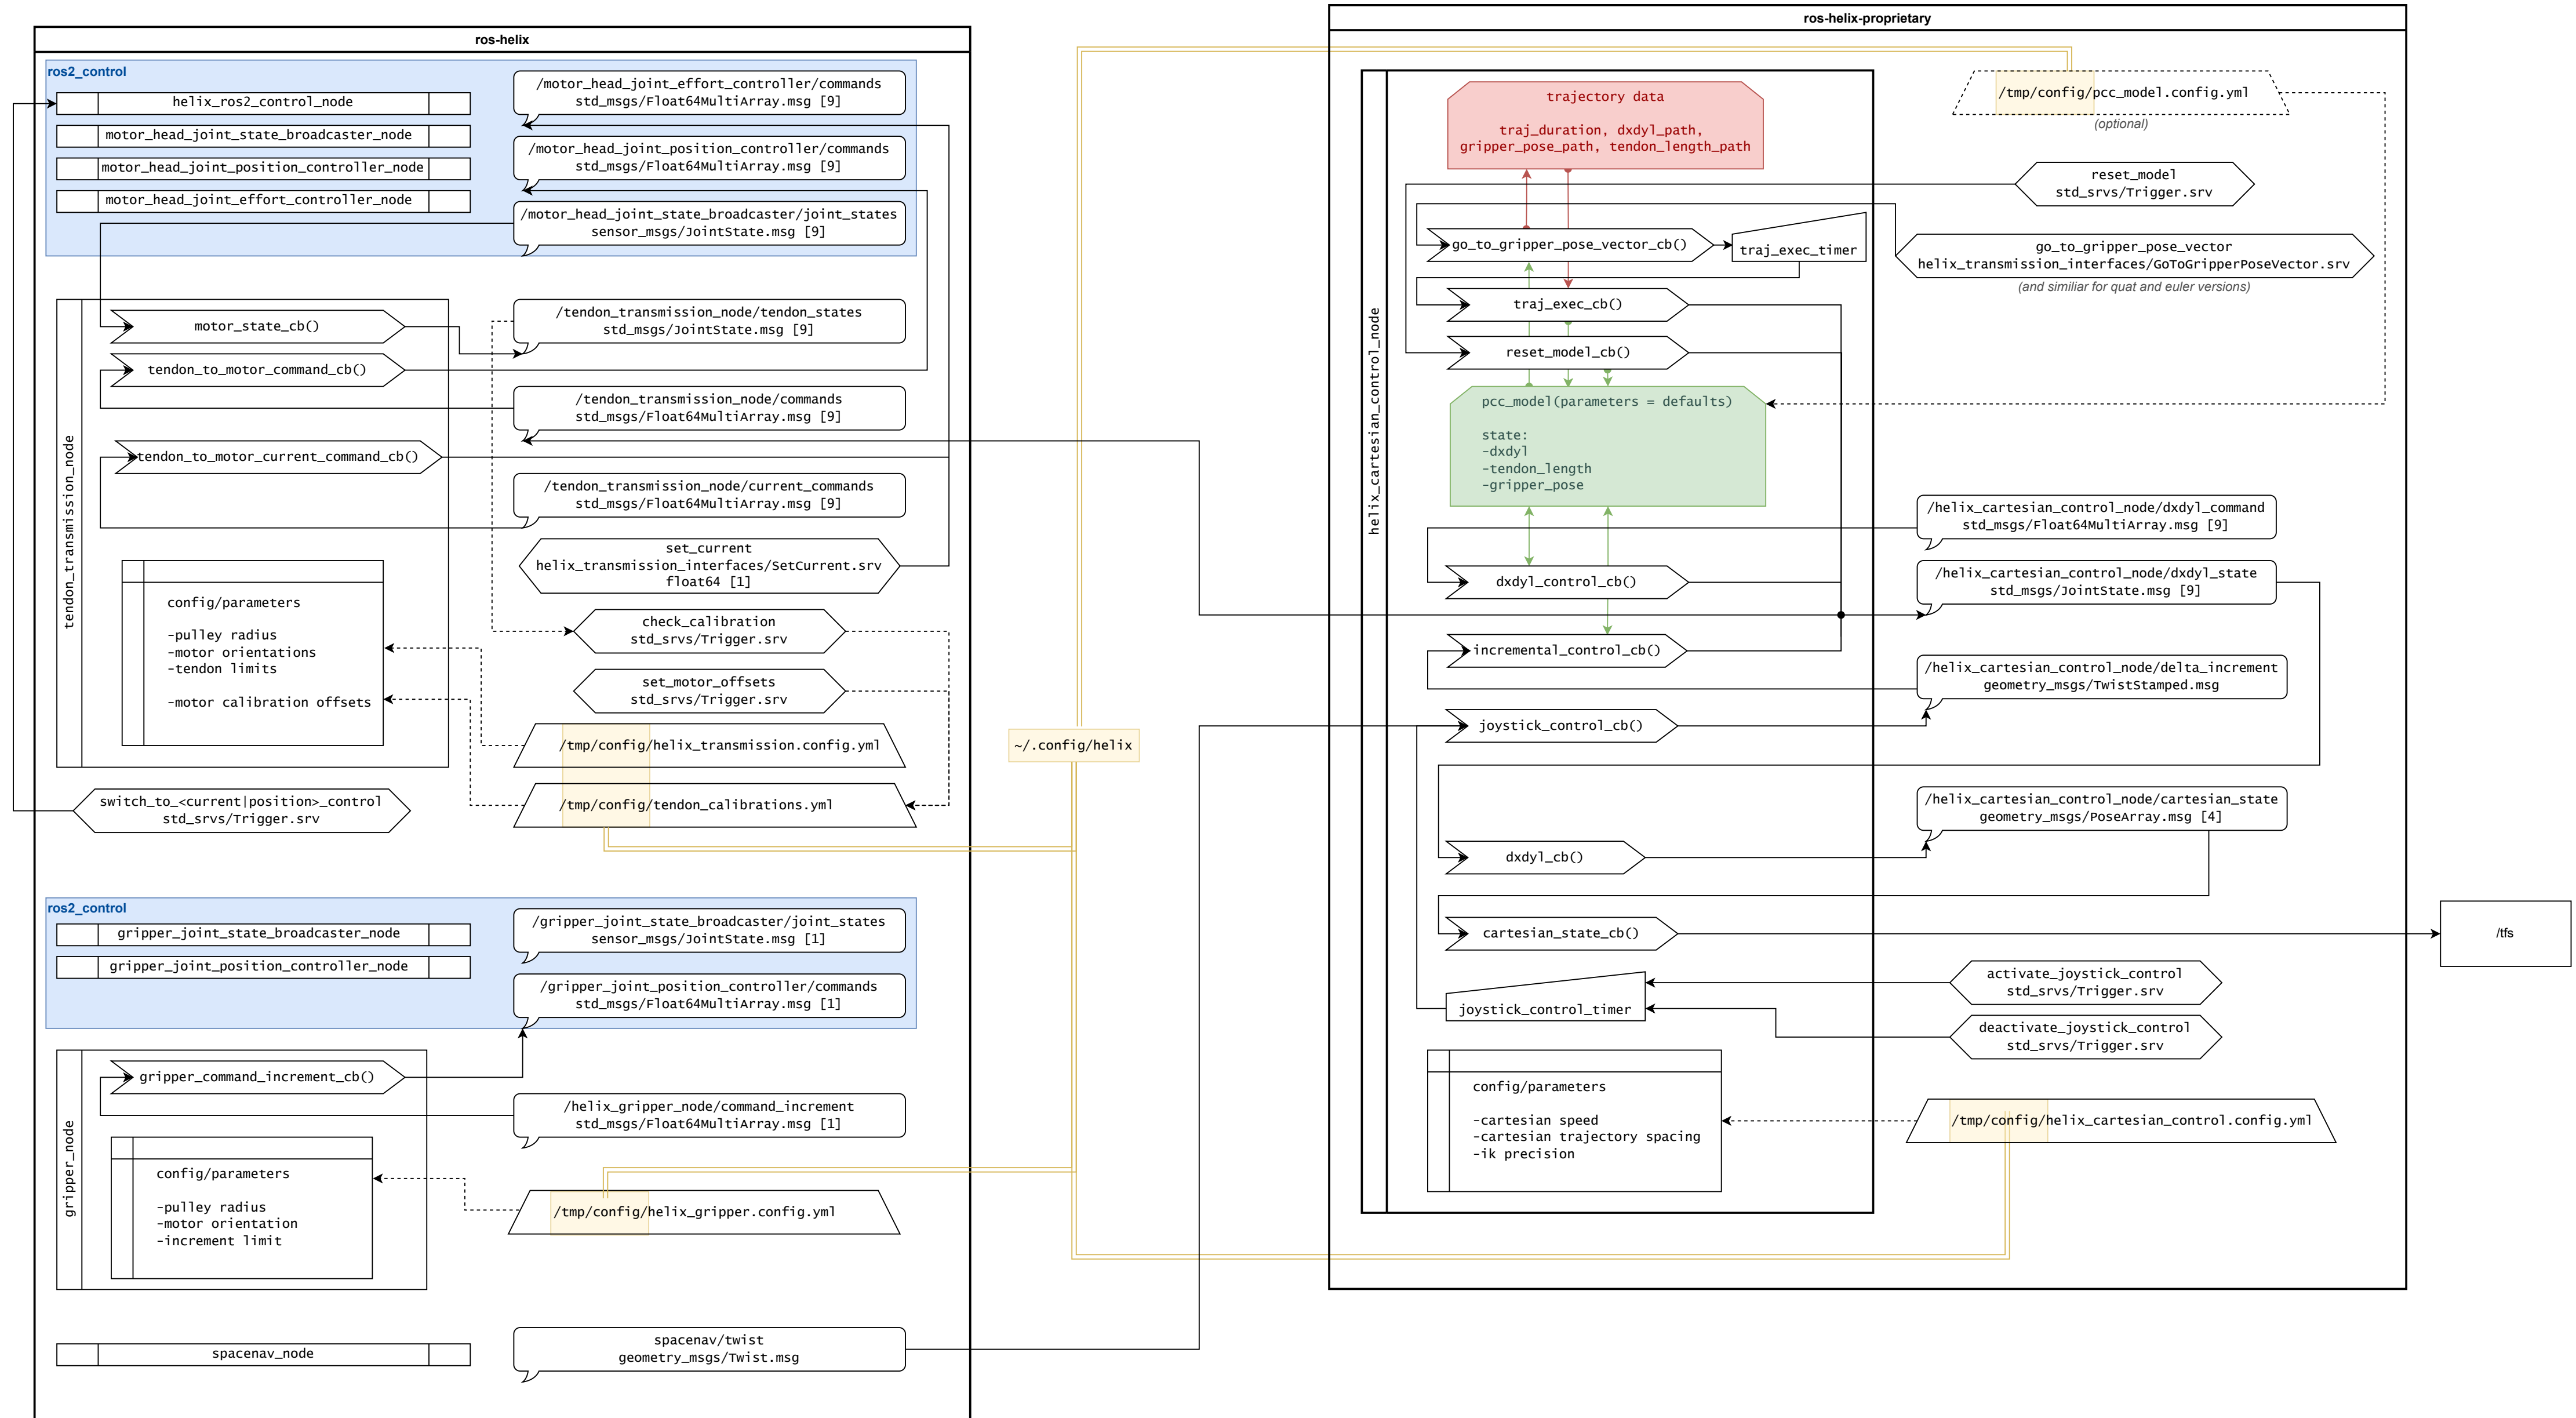 ros-helix
ros2_control
helix_ros2_control_node
motor_head_joint_state_broadcaster_node
motor_head_joint_position_controller_node
motor_head_joint_effort_controller_node
/motor_head_joint_effort_controller/commands
std_msgs/Float64MultiArray.msg [9]
/motor_head_joint_position_controller/commands
std_msgs/Float64MultiArray.msg [9]
/motor_head_joint_state_broadcaster/joint_states
sensor_msgs/JointState.msg [9]
tendon_transmission_node
motor_state_cb()
tendon_to_motor_command_cb()
tendon_to_motor_current_command_cb()
config/parameters
-pulley radius
-motor orientations
-tendon limits
-motor calibration offsets
/tendon_transmission_node/tendon_states
std_msgs/JointState.msg [9]
/tendon_transmission_node/commands
std_msgs/Float64MultiArray.msg [9]
/tendon_transmission_node/current_commands
std_msgs/Float64MultiArray.msg [9]
set_current
helix_transmission_interfaces/SetCurrent.srv
float64 [1]
check_calibration
std_srvs/Trigger.srv
set_motor_offsets
std_srvs/Trigger.srv
/tmp/config/helix_transmission.config.yml
/tmp/config/tendon_calibrations.yml
switch_to_<current|position>_control
std_srvs/Trigger.srv
ros2_control
gripper_joint_state_broadcaster_node
gripper_joint_position_controller_node
/gripper_joint_state_broadcaster/joint_states
sensor_msgs/JointState.msg [1]
/gripper_joint_position_controller/commands
std_msgs/Float64MultiArray.msg [1]
gripper_node
gripper_command_increment_cb()
/helix_gripper_node/command_increment
std_msgs/Float64MultiArray.msg [1]
config/parameters
-pulley radius
-motor orientation
-increment limit
/tmp/config/helix_gripper.config.yml
spacenav_node
spacenav/twist
geometry_msgs/Twist.msg
~/.config/helix
ros-helix-proprietary
helix_cartesian_control_node
trajectory data
traj_duration, dxdyl_path,
gripper_pose_path, tendon_length_path
go_to_gripper_pose_vector_cb()
traj_exec_timer
traj_exec_cb()
reset_model_cb()
pcc_model(parameters = defaults)
state:
-dxdyl
-tendon_length
-gripper_pose
dxdyl_control_cb()
incremental_control_cb()
joystick_control_cb()
dxdyl_cb()
cartesian_state_cb()
joystick_control_timer
config/parameters
-cartesian speed
-cartesian trajectory spacing
-ik precision
/tmp/config/pcc_model.config.yml
(optional)
reset_model
std_srvs/Trigger.srv
go_to_gripper_pose_vector
helix_transmission_interfaces/GoToGripperPoseVector.srv
(and similiar for quat and euler versions)
/helix_cartesian_control_node/dxdyl_command
std_msgs/Float64MultiArray.msg [9]
/helix_cartesian_control_node/dxdyl_state
std_msgs/JointState.msg [9]
/helix_cartesian_control_node/delta_increment
geometry_msgs/TwistStamped.msg
/helix_cartesian_control_node/cartesian_state
geometry_msgs/PoseArray.msg [4]
activate_joystick_control
std_srvs/Trigger.srv
deactivate_joystick_control
std_srvs/Trigger.srv
/tmp/config/helix_cartesian_control.config.yml
/tfs